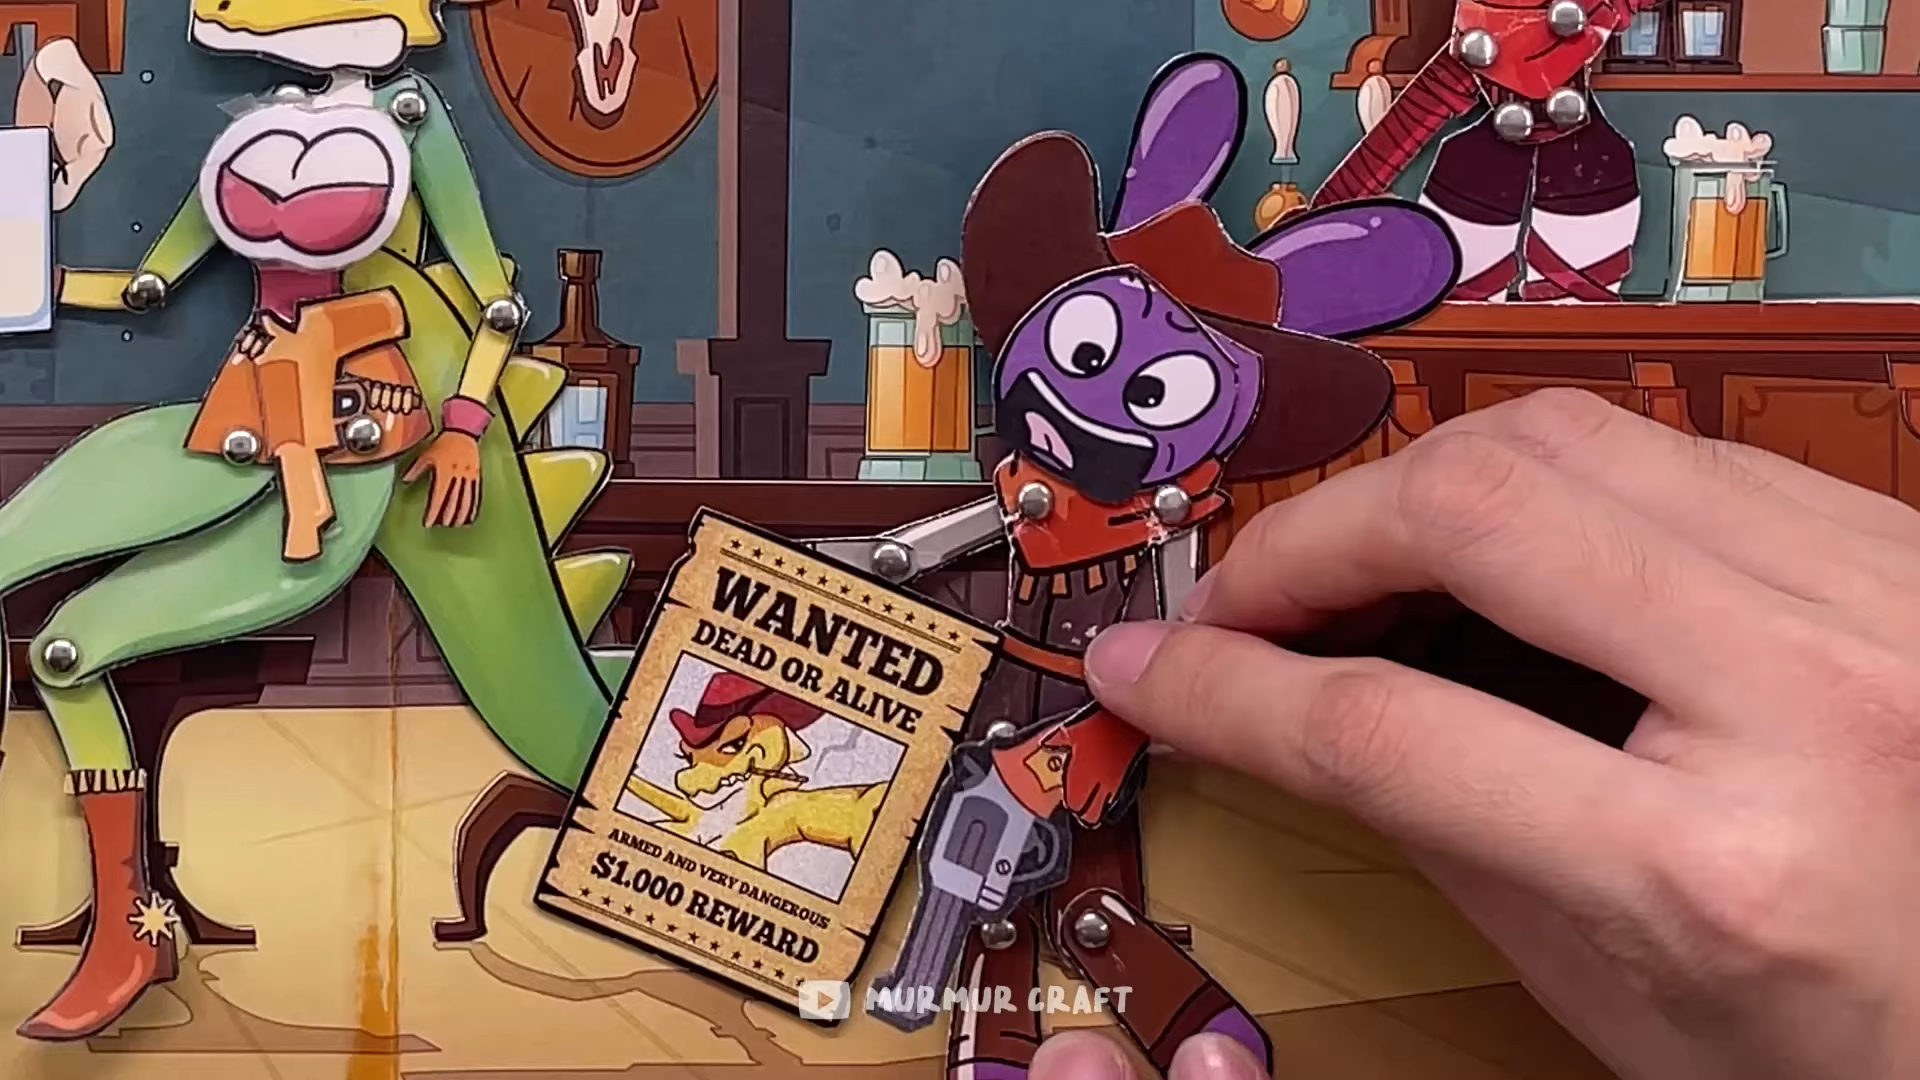 WANTED
DEAD OR ALIVE
ARMED AND VERY DANGEROUS
$1.000 REWARD
MURMUR CRAFT